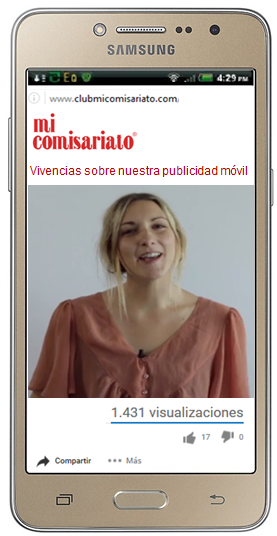 SAMSUNG
4:29 PM
www.clubmicomisariato.com/
mi
comisariato®
Vivencias sobre nuestra publicidad móvil
1.431 visualizaciones
17 0
Compartir ••• Más